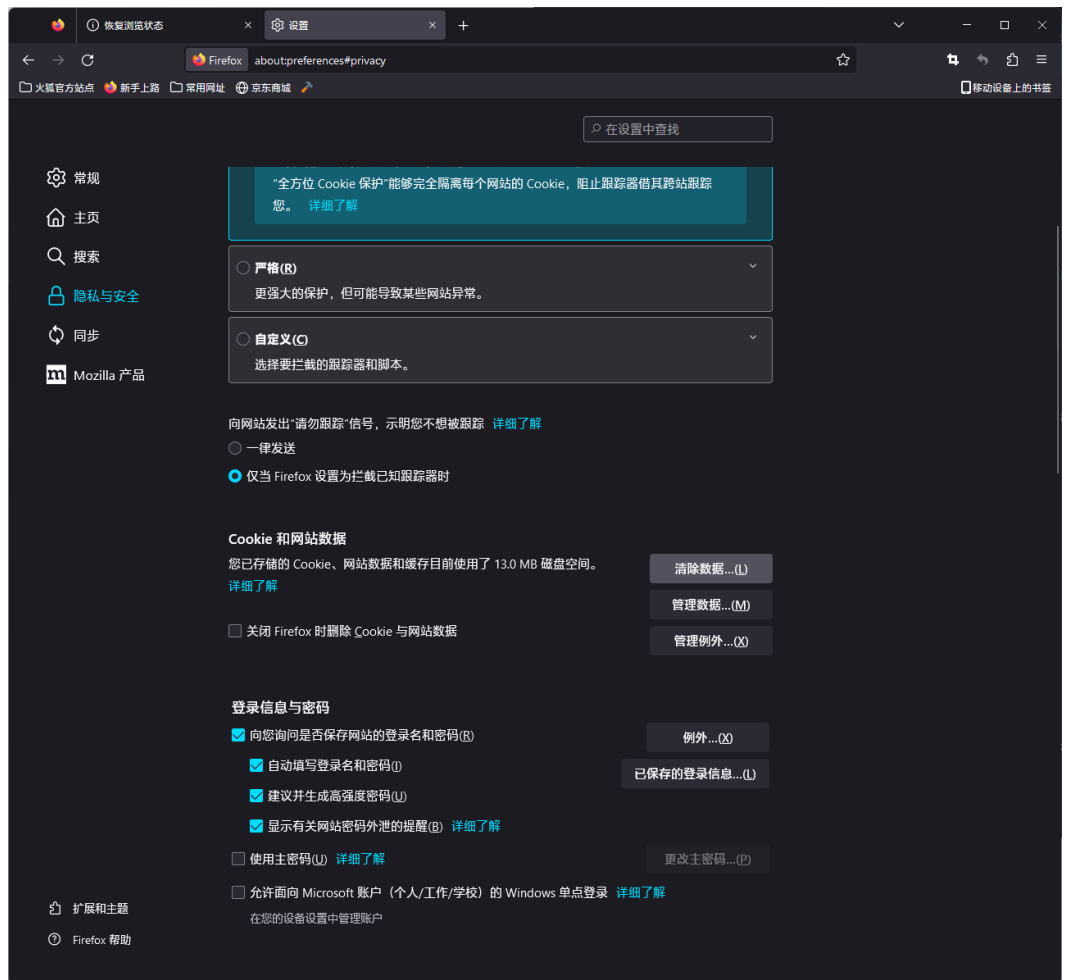 恢复浏览状态
设置
Firefox about:preferences#privacy
火狐官方站点 新手上路 常用网址 京东商城 移动设备上的书签
在设置中查找
常规
主页
搜索
隐私与安全
同步
Mozilla 产品
“全方位 Cookie 保护”能够完全隔离每个网站的 Cookie，阻止跟踪器借其跨站跟踪
您。 详细了解
严格(R)
更强大的保护，但可能导致某些网站异常。
自定义(C)
选择要拦截的跟踪器和脚本。
向网站发出“请勿跟踪”信号，示明您不想被跟踪 详细了解
一律发送
仅当 Firefox 设置为拦截已知跟踪器时
Cookie 和网站数据
您已存储的 Cookie、网站数据和缓存目前使用了 13.0 MB 磁盘空间。
详细了解
清除数据...(L)
管理数据...(M)
关闭 Firefox 时删除 Cookie 与网站数据
管理例外...(X)
登录信息与密码
向您询问是否保存网站的登录名和密码(R)
例外...(X)
自动填写登录名和密码(I)
已保存的登录信息...(L)
建议并生成高强度密码(U)
显示有关网站密码外泄的提醒(B) 详细了解
使用主密码(U) 详细了解
更改主密码...(P)
允许面向 Microsoft 账户（个人/工作/学校）的 Windows 单点登录 详细了解
在您的设备设置中管理账户
扩展和主题
Firefox 帮助